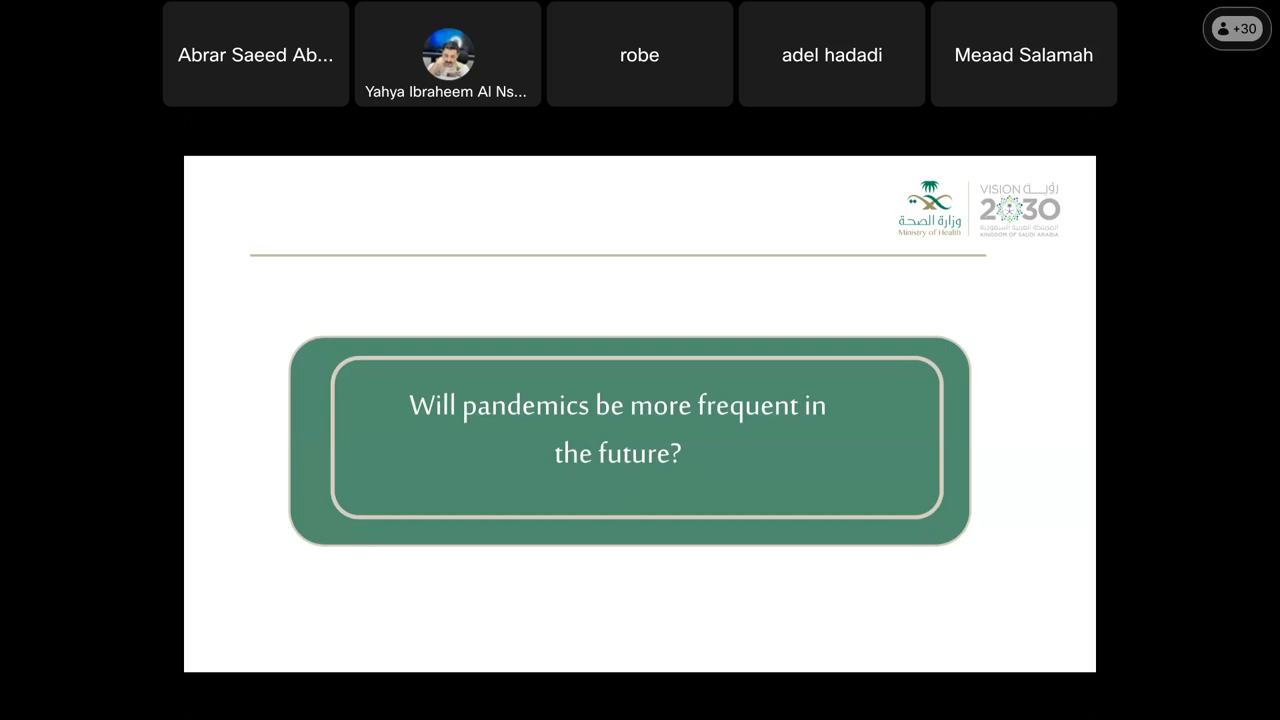 Abrar Saeed Ab...
Yahya Ibraheem Al Ns...
robe
adel hadadi
Meaad Salamah
+30
وزارة الصحة
Ministry of Health
VISION رؤيــة
2030
المملكة العربية السعودية
KINGDOM OF SAUDI ARABIA
Will pandemics be more frequent in
the future?